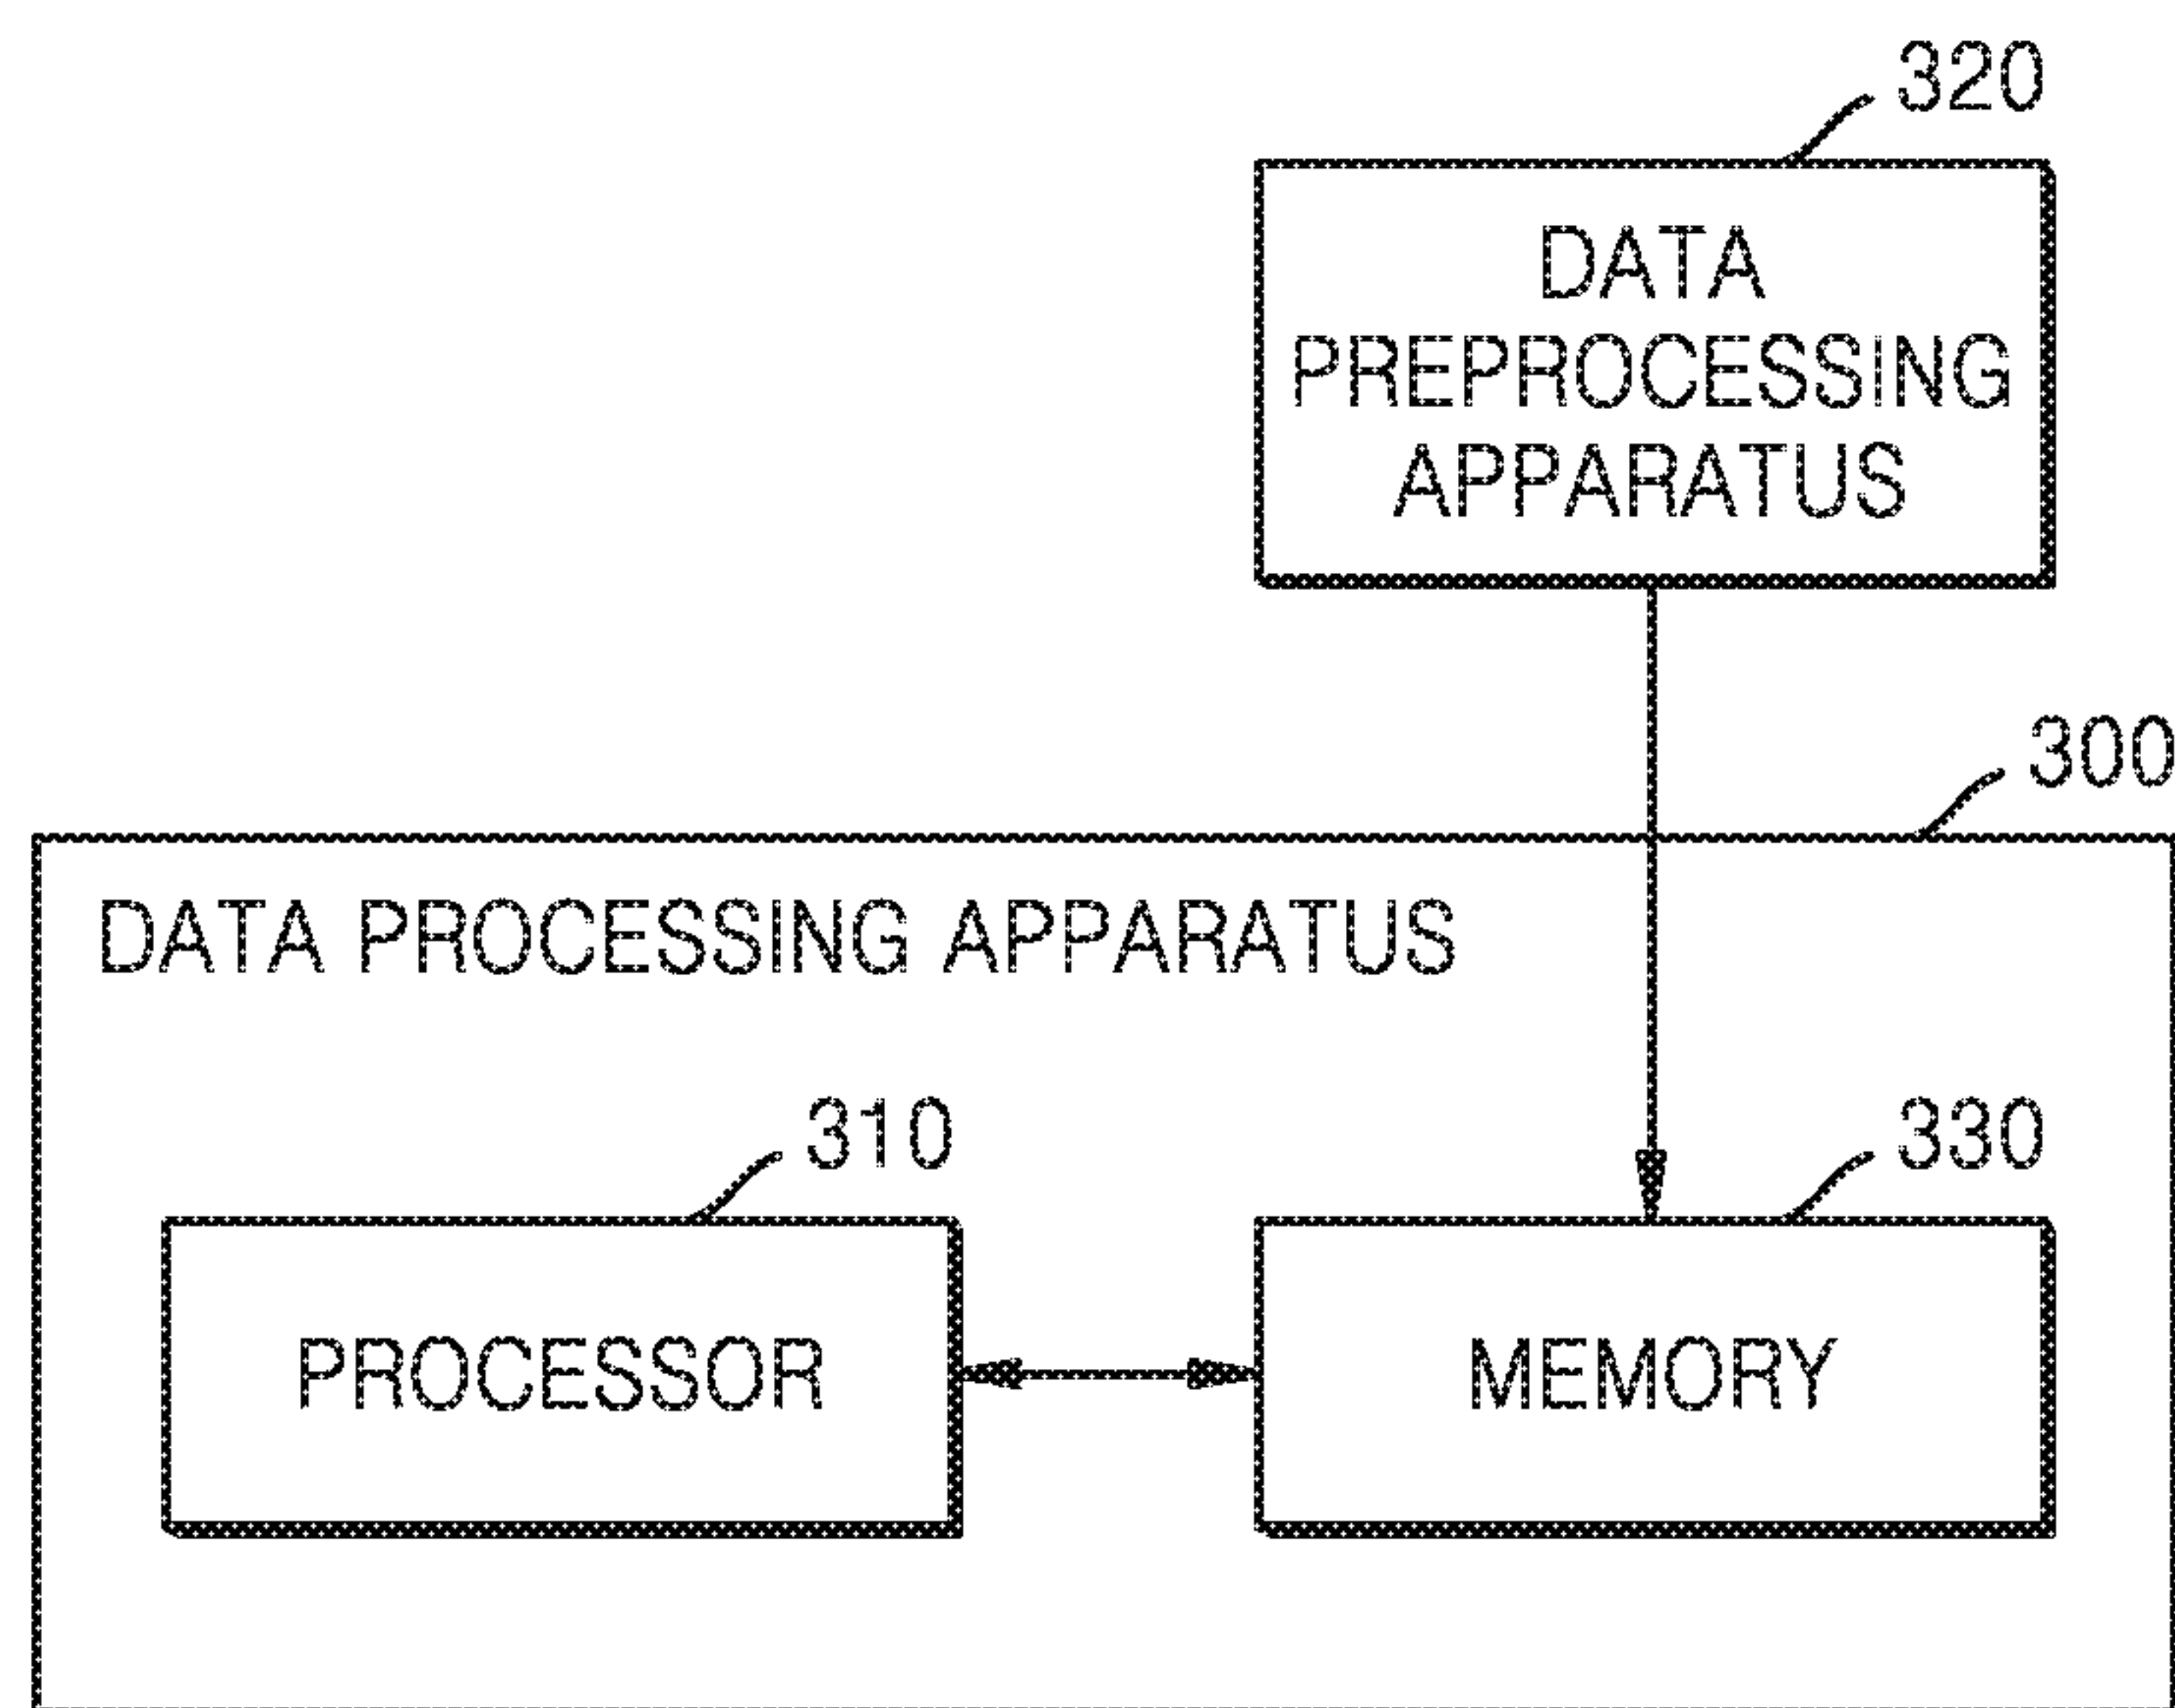 320
DATA
PREPROCESSING
APPARATUS
300
DATA PROCESSING APPARATUS
310
330
PROCESSOR
MEMORY